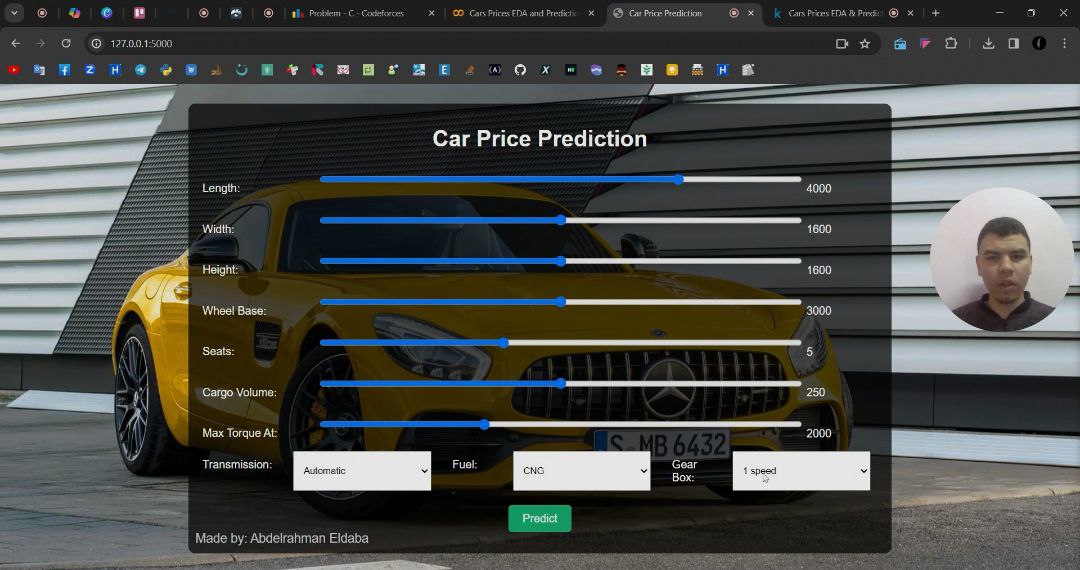 Problem - C - Codeforces
Cars Prices EDA and Predictio
Car Price Prediction
Cars Prices EDA & Predict
127.0.0.1:5000
Car Price Prediction
Length: 4000
Width: 1600
Height: 1600
Wheel Base: 3000
Seats: 5
Cargo Volume: 250
Max Torque At: 2000
Transmission: Automatic Fuel: CNG Gear Box: 1 speed
S-MB 6432
Predict
Made by: Abdelrahman Eldaba